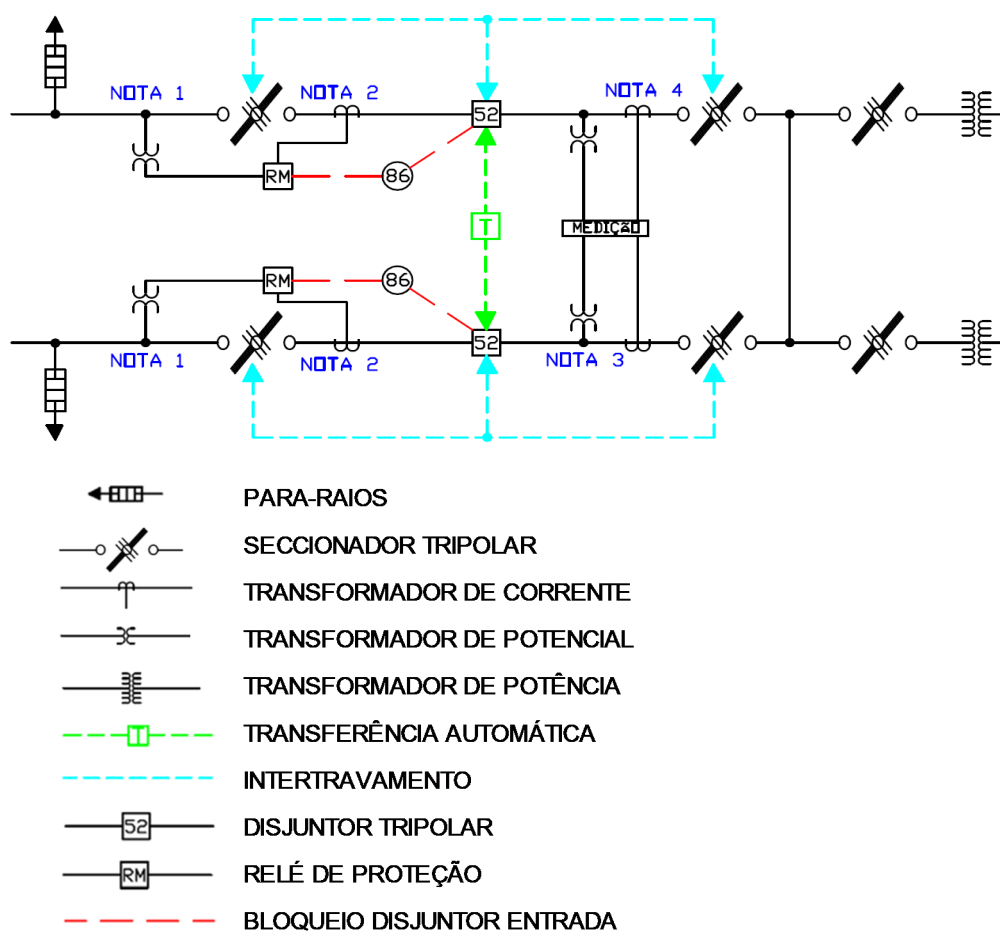 NOTA 1
NOTA 2
52
NOTA 4
RM
86
T
MEDIÇÃO
RM
86
52
NOTA 1
NOTA 2
NOTA 3
PARA-RAIOS
SECCIONADOR TRIPOLAR
TRANSFORMADOR DE CORRENTE
TRANSFORMADOR DE POTENCIAL
TRANSFORMADOR DE POTÊNCIA
T TRANSFERÊNCIA AUTOMÁTICA
INTERTRAVAMENTO
52 DISJUNTOR TRIPOLAR
RM RELÉ DE PROTEÇÃO
BLOQUEIO DISJUNTOR ENTRADA